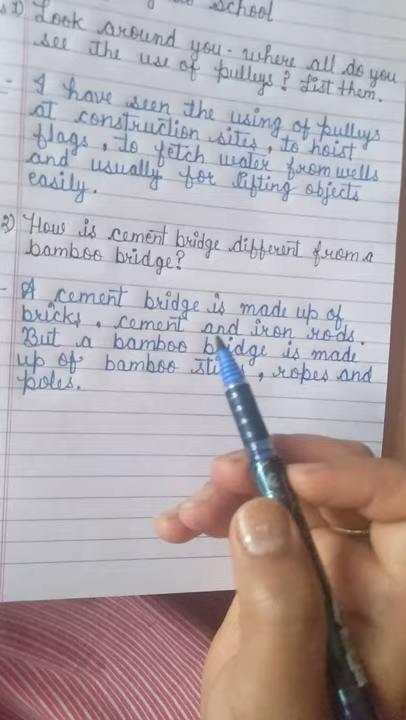 school
1) Look around you - where all do you
see the use of pulleys? List them.
- I have seen the using of pulleys
at construction sites, to hoist
flags, to fetch water from wells
and usually for lifting objects
easily.
2) How is cement bridge different from a
bamboo bridge?
- A cement bridge is made up of
bricks, cement and iron rods.
But a bamboo bridge is made
up of bamboo , ropes and
poles.